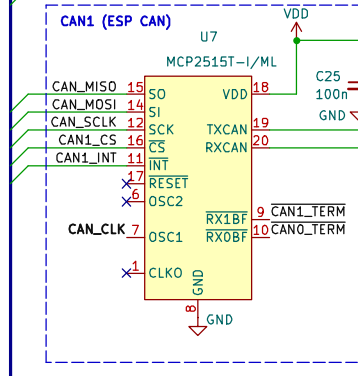 CAN1 (ESP CAN)
VDD
U7
MCP2515T-I/ML
C25
100n
GND
CAN_MISO 15 SO VDD 18
CAN_MOSI 14 SI
CAN_SCLK 12 SCK TXCAN 19
CAN1_CS 16 CS RXCAN 20
CAN1_INT 11 INT
17 RESET
6 OSC2
RX1BF 9 CAN1_TERM
CAN_CLK 7 OSC1 RX0BF 10 CAN0_TERM
1 CLKO
GND
8
GND